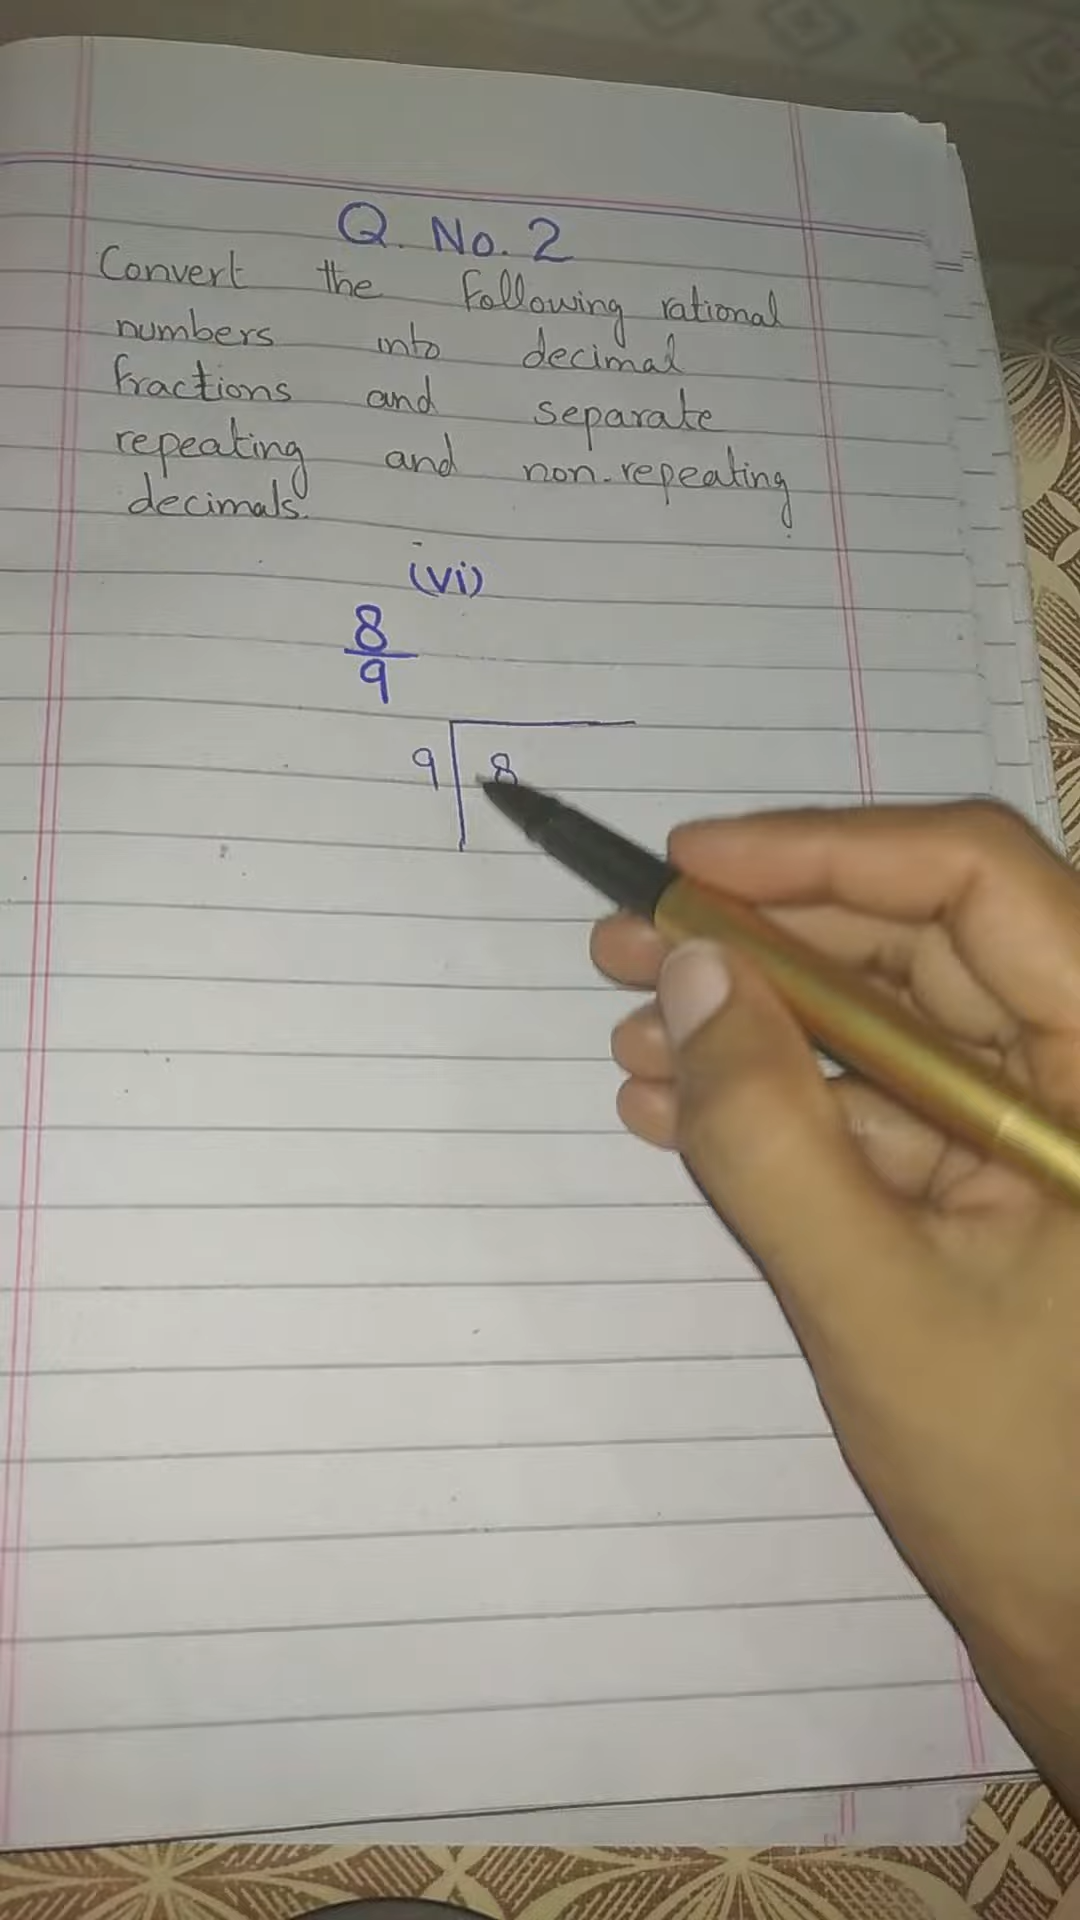 Q. No. 2
Convert the following rational
numbers into decimal
fractions and separate
repeating and non-repeating
decimals.
(vi)
8
9
9 8